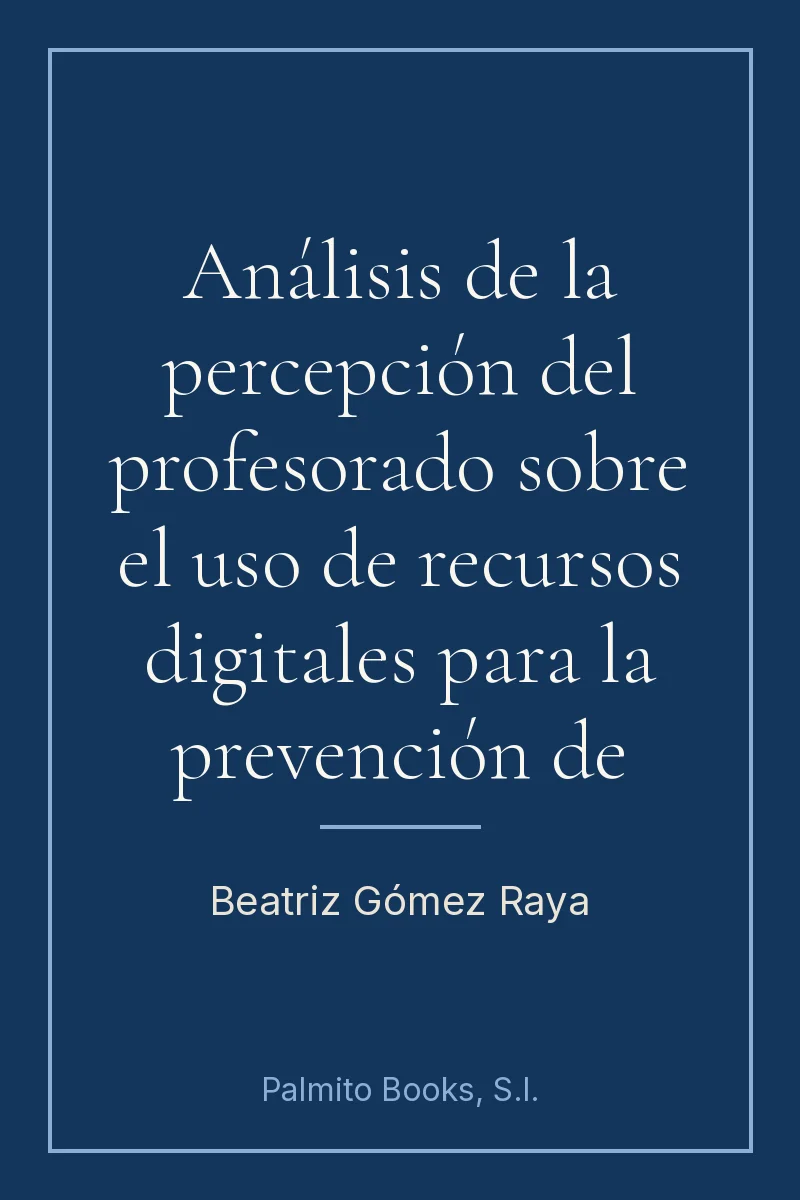 Análisis de la
percepción del
profesorado sobre
el uso de recursos
digitales para la
prevención de
Beatriz Gómez Raya
Palmito Books, S.l.